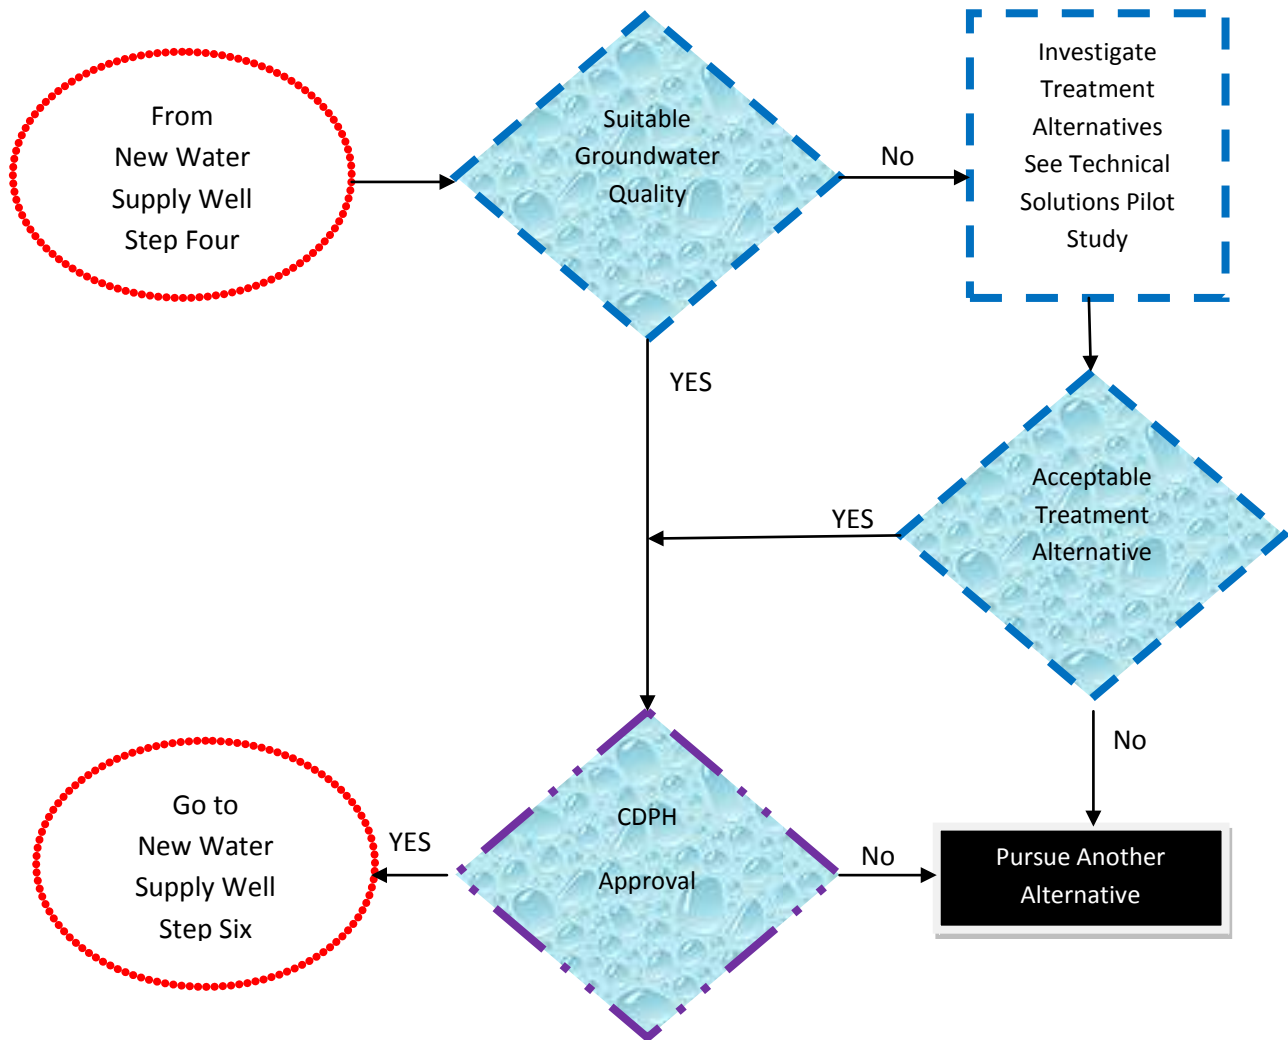 From
New Water
Supply Well
Step Four
Suitable
Groundwater
Quality
No
Investigate
Treatment
Alternatives
See Technical
Solutions Pilot
Study
YES
Acceptable
Treatment
Alternative
YES
No
CDPH
Approval
YES
No
Go to
New Water
Supply Well
Step Six
Pursue Another
Alternative